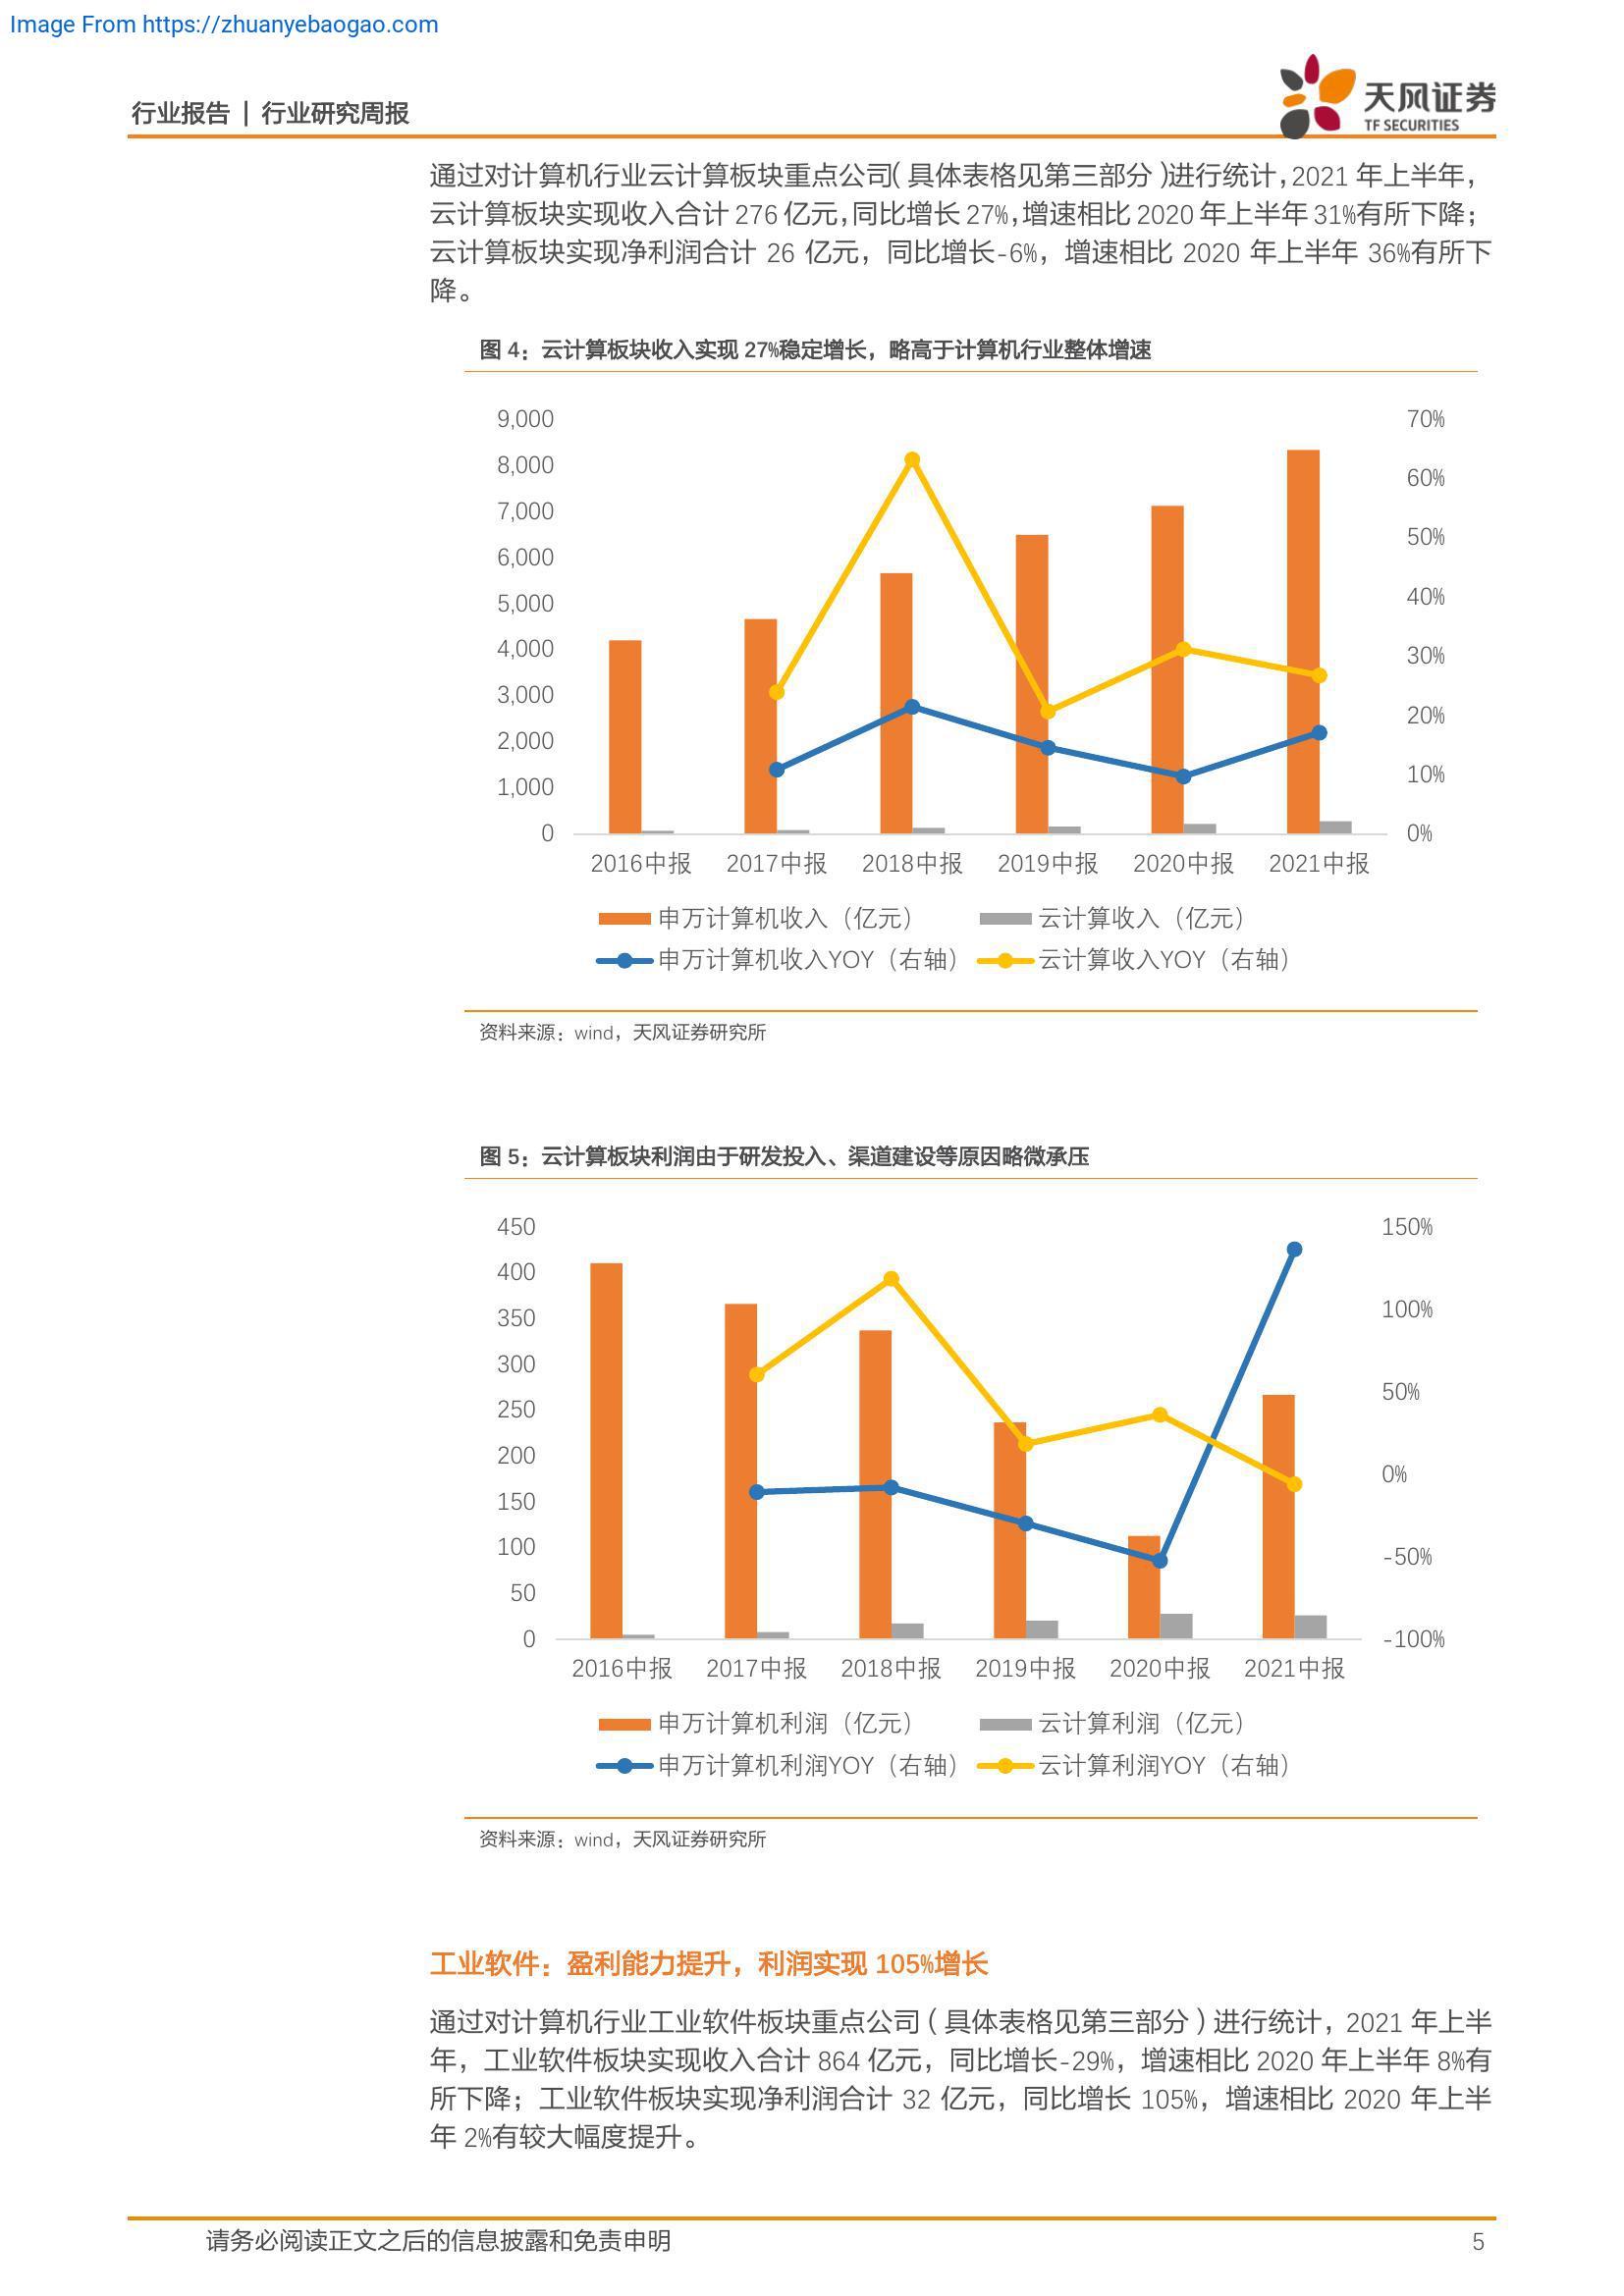 Image From https://zhuanyebaogao.com
行业报告 | 行业研究周报
天风证券
TF SECURITIES
通过对计算机行业云计算板块重点公司（具体表格见第三部分）进行统计，2021 年上半年，
云计算板块实现收入合计 276 亿元，同比增长 27%，增速相比 2020 年上半年 31%有所下降；
云计算板块实现净利润合计 26 亿元，同比增长-6%，增速相比 2020 年上半年 36%有所下
降。
图 4：云计算板块收入实现 27%稳定增长，略高于计算机行业整体增速
9,000
8,000
7,000
6,000
5,000
4,000
3,000
2,000
1,000
0
70%
60%
50%
40%
30%
20%
10%
0%
2016中报 2017中报 2018中报 2019中报 2020中报 2021中报
申万计算机收入（亿元） 云计算收入（亿元）
申万计算机收入YOY（右轴） 云计算收入YOY（右轴）
资料来源：wind，天风证券研究所
图 5：云计算板块利润由于研发投入、渠道建设等原因略微承压
450
400
350
300
250
200
150
100
50
0
150%
100%
50%
0%
-50%
-100%
2016中报 2017中报 2018中报 2019中报 2020中报 2021中报
申万计算机利润（亿元） 云计算利润（亿元）
申万计算机利润YOY（右轴） 云计算利润YOY（右轴）
资料来源：wind，天风证券研究所
工业软件：盈利能力提升，利润实现 105%增长
通过对计算机行业工业软件板块重点公司（具体表格见第三部分）进行统计，2021 年上半
年，工业软件板块实现收入合计 864 亿元，同比增长-29%，增速相比 2020 年上半年 8%有
所下降；工业软件板块实现净利润合计 32 亿元，同比增长 105%，增速相比 2020 年上半
年 2%有较大幅度提升。
请务必阅读正文之后的信息披露和免责申明 5